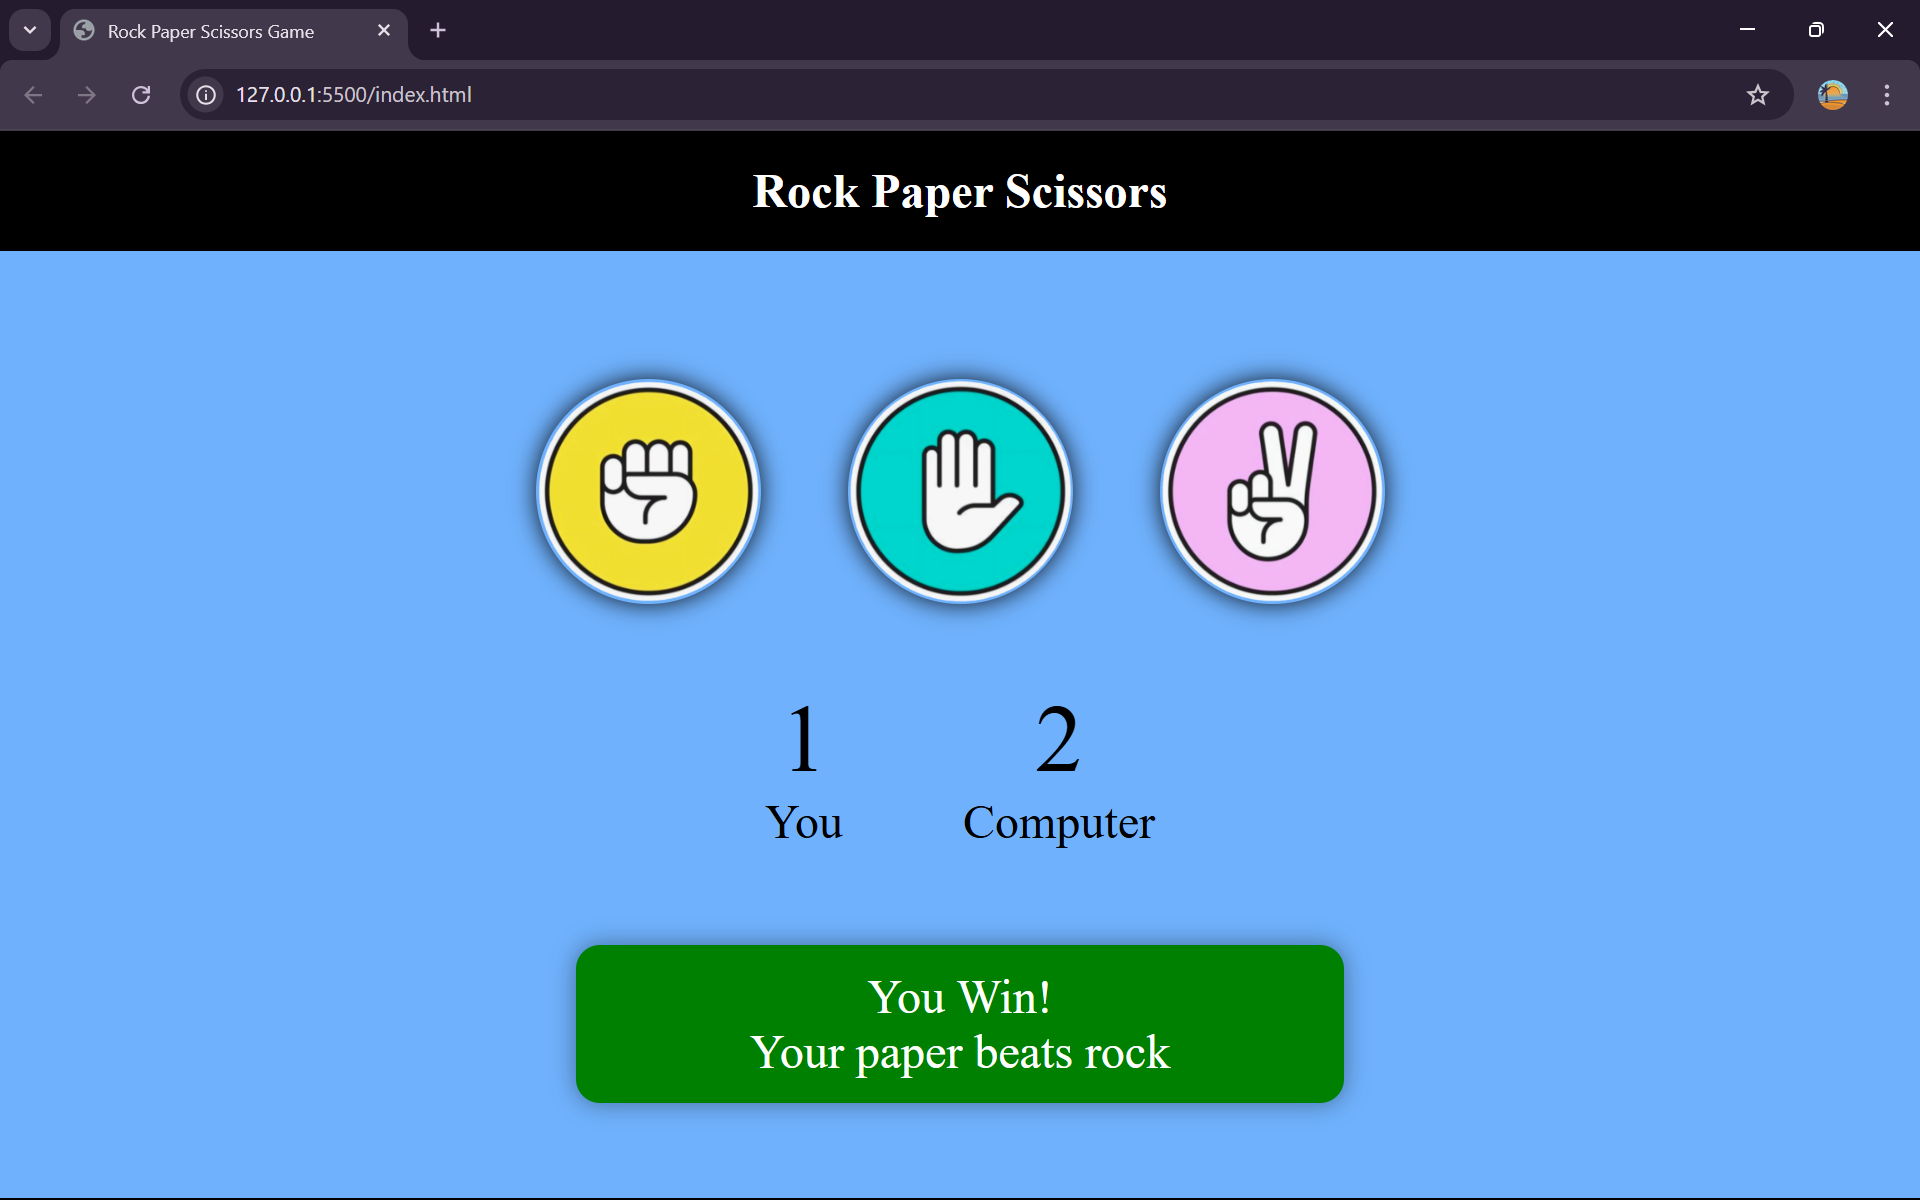 Rock Paper Scissors Game
127.0.0.1:5500/index.html
Rock Paper Scissors
1 2
You Computer
You Win!
Your paper beats rock